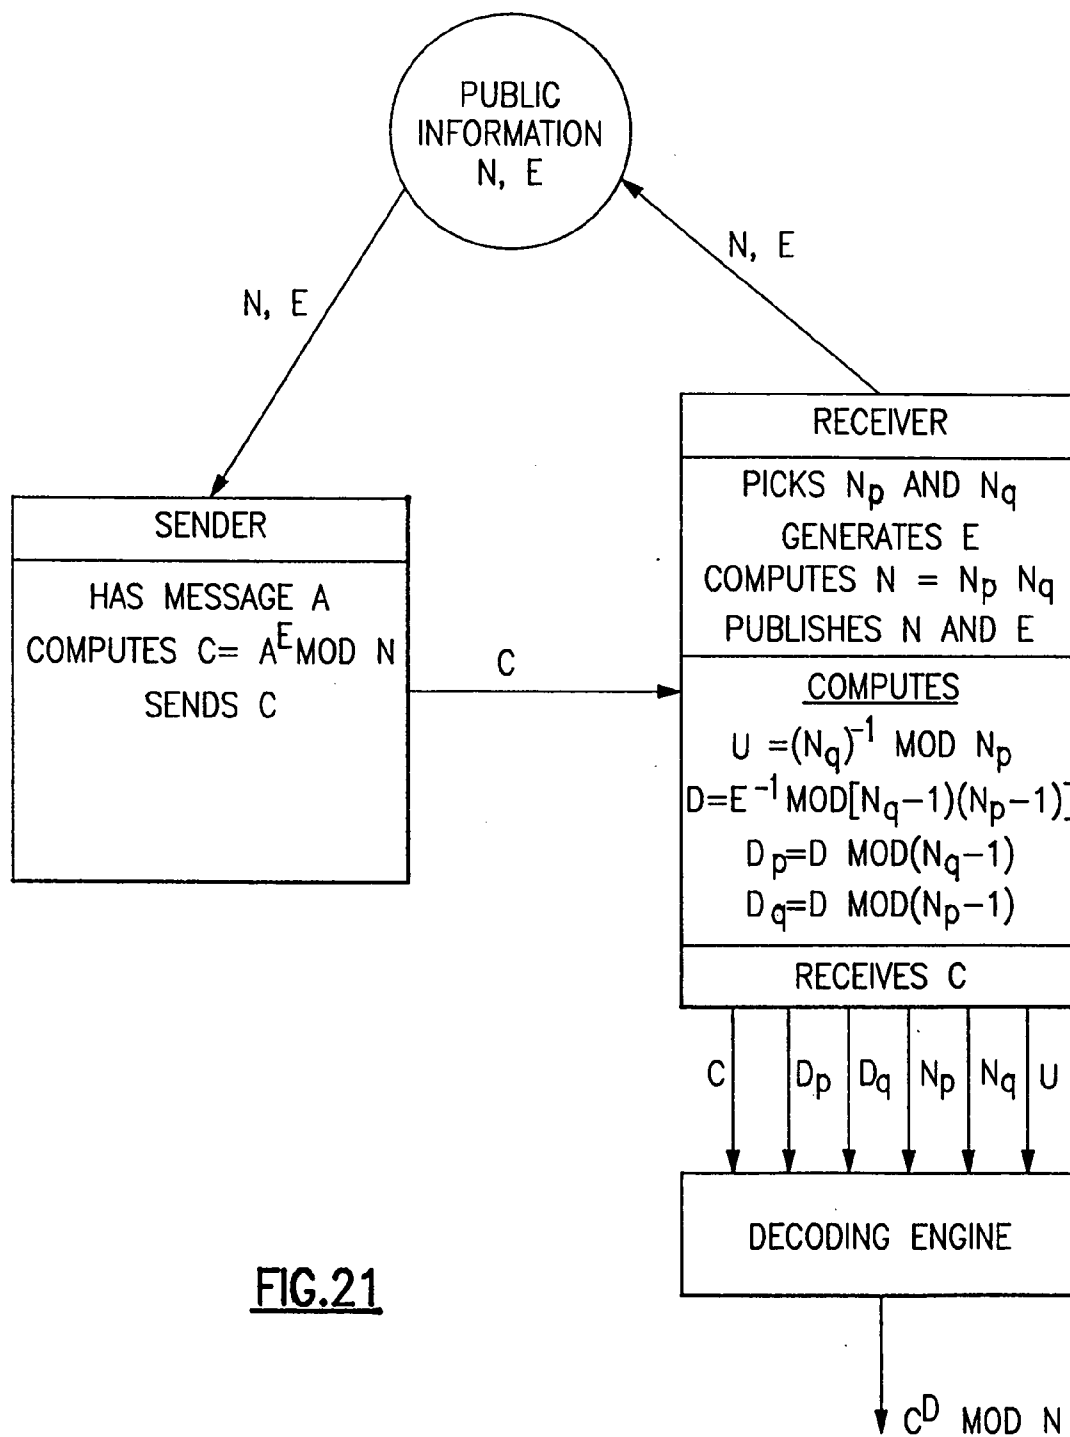 PUBLIC
INFORMATION
N, E
N, E
N, E
RECEIVER
PICKS Np AND Nq
GENERATES E
COMPUTES N = Np Nq
PUBLISHES N AND E
COMPUTES
U =(Nq)^-1 MOD Np
D=E^-1 MOD[Nq-1)(Np-1)]
Dp=D MOD(Nq-1)
Dq=D MOD(Np-1)
RECEIVES C
SENDER
HAS MESSAGE A
COMPUTES C= A^E MOD N
SENDS C
C
C
Dp
Dq
Np
Nq
U
DECODING ENGINE
C^D MOD N
FIG.21